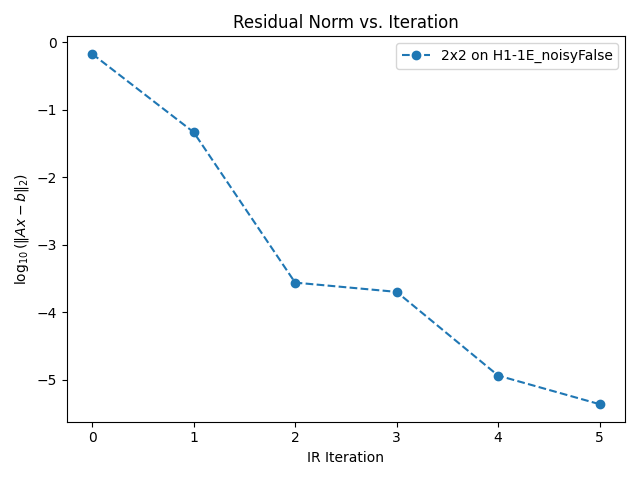 Residual Norm vs. Iteration
2x2 on H1-1E_noisyFalse
log₁₀(‖Ax − b‖₂)
0
−1
−2
−3
−4
−5
0 1 2 3 4 5
IR Iteration